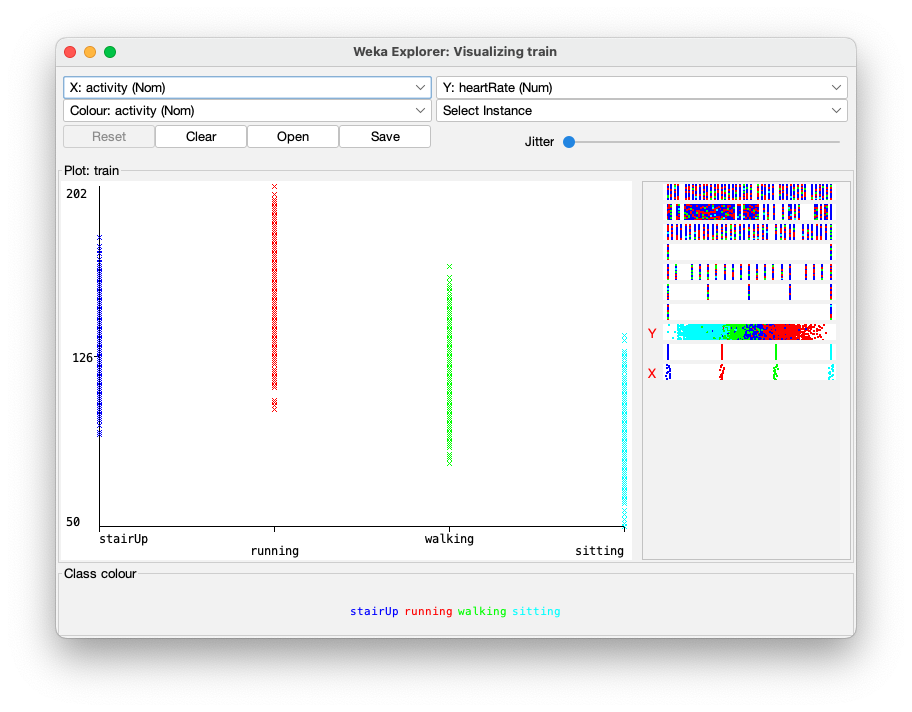 Weka Explorer: Visualizing train
X: activity (Nom)
Y: heartRate (Num)
Colour: activity (Nom)
Select Instance
Reset
Clear
Open
Save
Jitter
Plot: train
202
126
50
stairUp
running
walking
sitting
Y
X
Class colour
stairUp running walking sitting